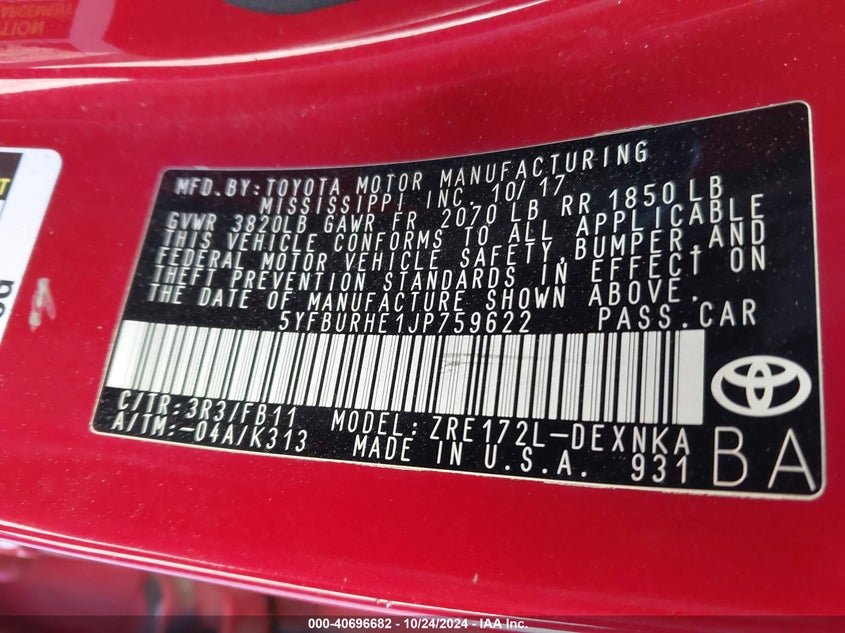 ARGEMENT
TION
MFD.BY:TOYOTA MOTOR MANUFACTURING
MISSISSIPPI INC. 10/17
GVWR 3820LB GAWR FR 2070 LB RR 1850 LB
THIS VEHICLE CONFORMS TO ALL APPLICABLE
FEDERAL MOTOR VEHICLE SAFETY,BUMPER,AND
THEFT PREVENTION STANDARDS IN EFFECT ON
THE DATE OF MANUFACTURE SHOWN ABOVE.
5YFBURHE1JP759622 PASS.CAR
C/TR:3R3/FB11 MODEL:ZRE172L-DEXNKA
A/TM:-04A/K313 MADE IN U.S.A. 931
BA
000-40696682 / 10/24/2024 - IAA Inc.